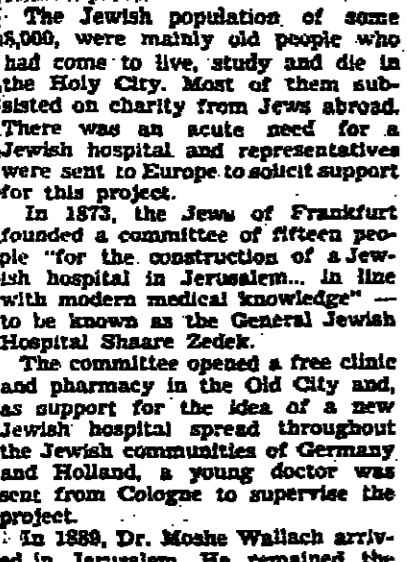 The Jewish population of some
8,000, were mainly old people who
had come to live, study and die in
the Holy City. Most of them sub-
sisted on charity from Jews abroad.
There was an acute need for a
Jewish hospital and representatives
were sent to Europe to solicit support
for this project.
In 1873, the Jews of Frankfurt
founded a committee of fifteen peo-
ple "for the construction of a Jew-
ish hospital in Jerusalem... in line
with modern medical knowledge" —
to be known as the General Jewish
Hospital Shaare Zedek.
The committee opened a free clinic
and pharmacy in the Old City and,
as support for the idea of a new
Jewish hospital spread throughout
the Jewish communities of Germany
and Holland, a young doctor was
sent from Cologne to supervise the
project.
In 1889, Dr. Moshe Wallach arriv-
ed in Jerusalem. He remained the